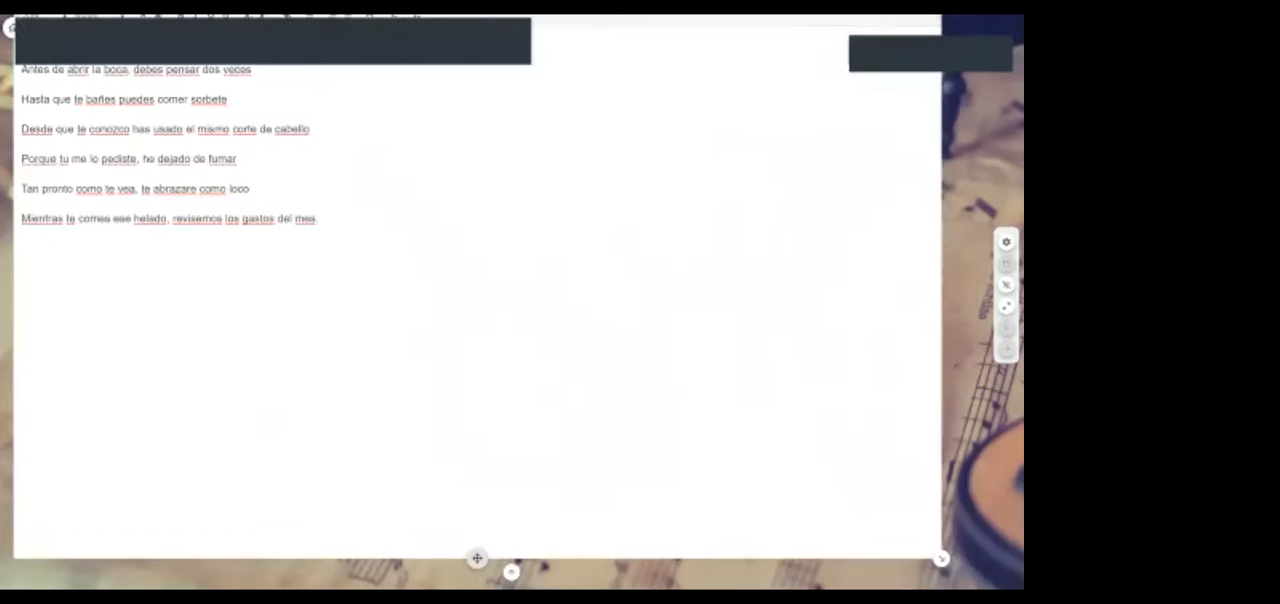 Antes de abrir la boca, debes pensar dos veces
Hasta que te bañes puedes comer sorbete
Desde que te conozco has usado el mismo corte de cabello
Porque tu me lo pediste, he dejado de fumar
Tan pronto como te vea, te abrazare como loco
Mientras te comes ese helado, revisemos los gastos del mes.